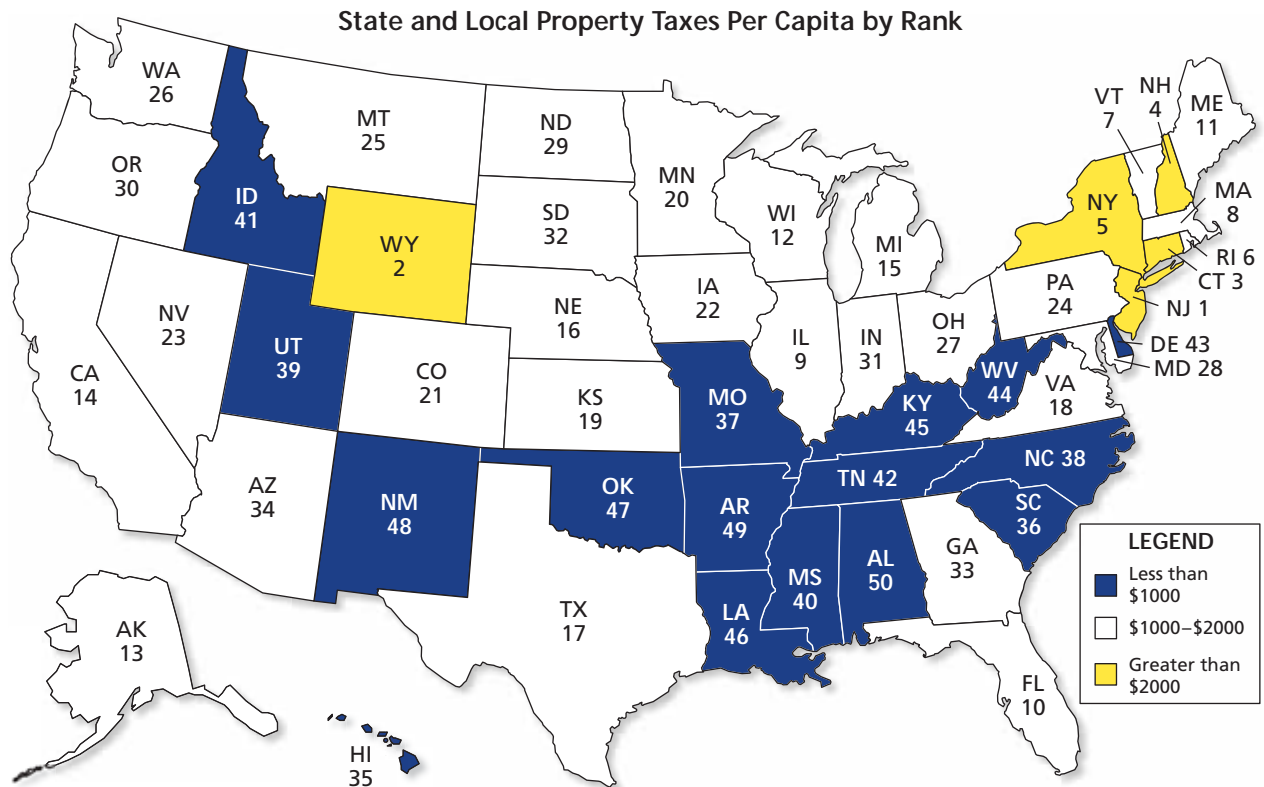 State and Local Property Taxes Per Capita by Rank
WA
26
MT
25
ND
29
MN
20
VT
7
NH
4
ME
11
OR
30
ID
41
WY
2
SD
32
WI
12
MI
15
NY
5
MA
8
RI 6
CT 3
NJ 1
DE 43
MD 28
NV
23
UT
39
CO
21
NE
16
IA
22
IL
9
IN
31
OH
27
PA
24
CA
14
KS
19
MO
37
KY
45
WV
44
VA
18
AZ
34
NM
48
OK
47
AR
49
TN 42
NC 38
SC
36
TX
17
LA
46
MS
40
AL
50
GA
33
FL
10
AK
13
HI
35
LEGEND
Less than
$1000
$1000–$2000
Greater than
$2000